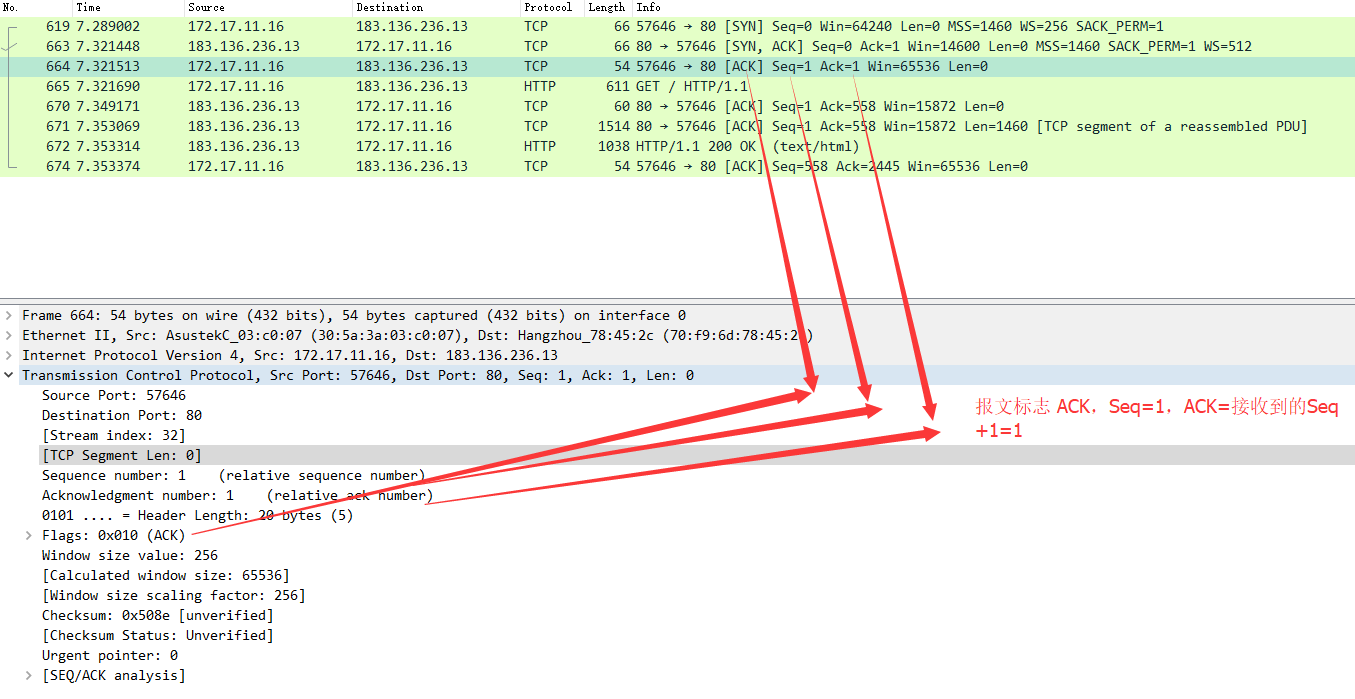 No. Time Source Destination Protocol Length Info
619 7.289002 172.17.11.16 183.136.236.13 TCP 66 57646 → 80 [SYN] Seq=0 Win=64240 Len=0 MSS=1460 WS=256 SACK_PERM=1
663 7.321448 183.136.236.13 172.17.11.16 TCP 66 80 → 57646 [SYN, ACK] Seq=0 Ack=1 Win=14600 Len=0 MSS=1460 SACK_PERM=1 WS=512
664 7.321513 172.17.11.16 183.136.236.13 TCP 54 57646 → 80 [ACK] Seq=1 Ack=1 Win=65536 Len=0
665 7.321690 172.17.11.16 183.136.236.13 HTTP 611 GET / HTTP/1.1
670 7.349171 183.136.236.13 172.17.11.16 TCP 60 80 → 57646 [ACK] Seq=1 Ack=558 Win=15872 Len=0
671 7.353069 183.136.236.13 172.17.11.16 TCP 1514 80 → 57646 [ACK] Seq=1 Ack=558 Win=15872 Len=1460 [TCP segment of a reassembled PDU]
672 7.353314 183.136.236.13 172.17.11.16 HTTP 1038 HTTP/1.1 200 OK (text/html)
674 7.353374 172.17.11.16 183.136.236.13 TCP 54 57646 → 80 [ACK] Seq=558 Ack=2445 Win=65536 Len=0
Frame 664: 54 bytes on wire (432 bits), 54 bytes captured (432 bits) on interface 0
Ethernet II, Src: AsustekC_03:c0:07 (30:5a:3a:03:c0:07), Dst: Hangzhou_78:45:2c (70:f9:6d:78:45:2c)
Internet Protocol Version 4, Src: 172.17.11.16, Dst: 183.136.236.13
Transmission Control Protocol, Src Port: 57646, Dst Port: 80, Seq: 1, Ack: 1, Len: 0
Source Port: 57646
Destination Port: 80
[Stream index: 32]
[TCP Segment Len: 0]
Sequence number: 1 (relative sequence number)
Acknowledgment number: 1 (relative ack number)
0101 .... = Header Length: 20 bytes (5)
Flags: 0x010 (ACK)
Window size value: 256
[Calculated window size: 65536]
[Window size scaling factor: 256]
Checksum: 0x508e [unverified]
[Checksum Status: Unverified]
Urgent pointer: 0
[SEQ/ACK analysis]
报文标志 ACK，Seq=1，ACK=接收到的Seq
+1=1